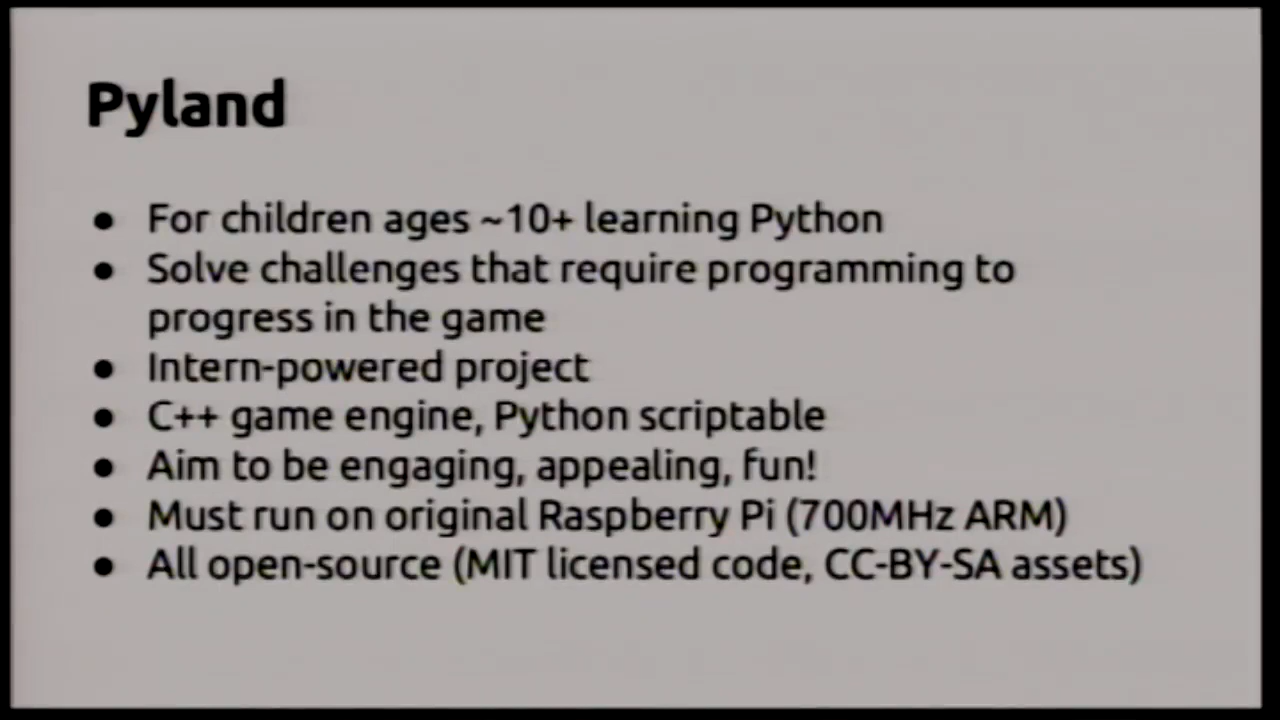 Pyland
● For children ages ~10+ learning Python
● Solve challenges that require programming to
progress in the game
● Intern-powered project
● C++ game engine, Python scriptable
● Aim to be engaging, appealing, fun!
● Must run on original Raspberry Pi (700MHz ARM)
● All open-source (MIT licensed code, CC-BY-SA assets)